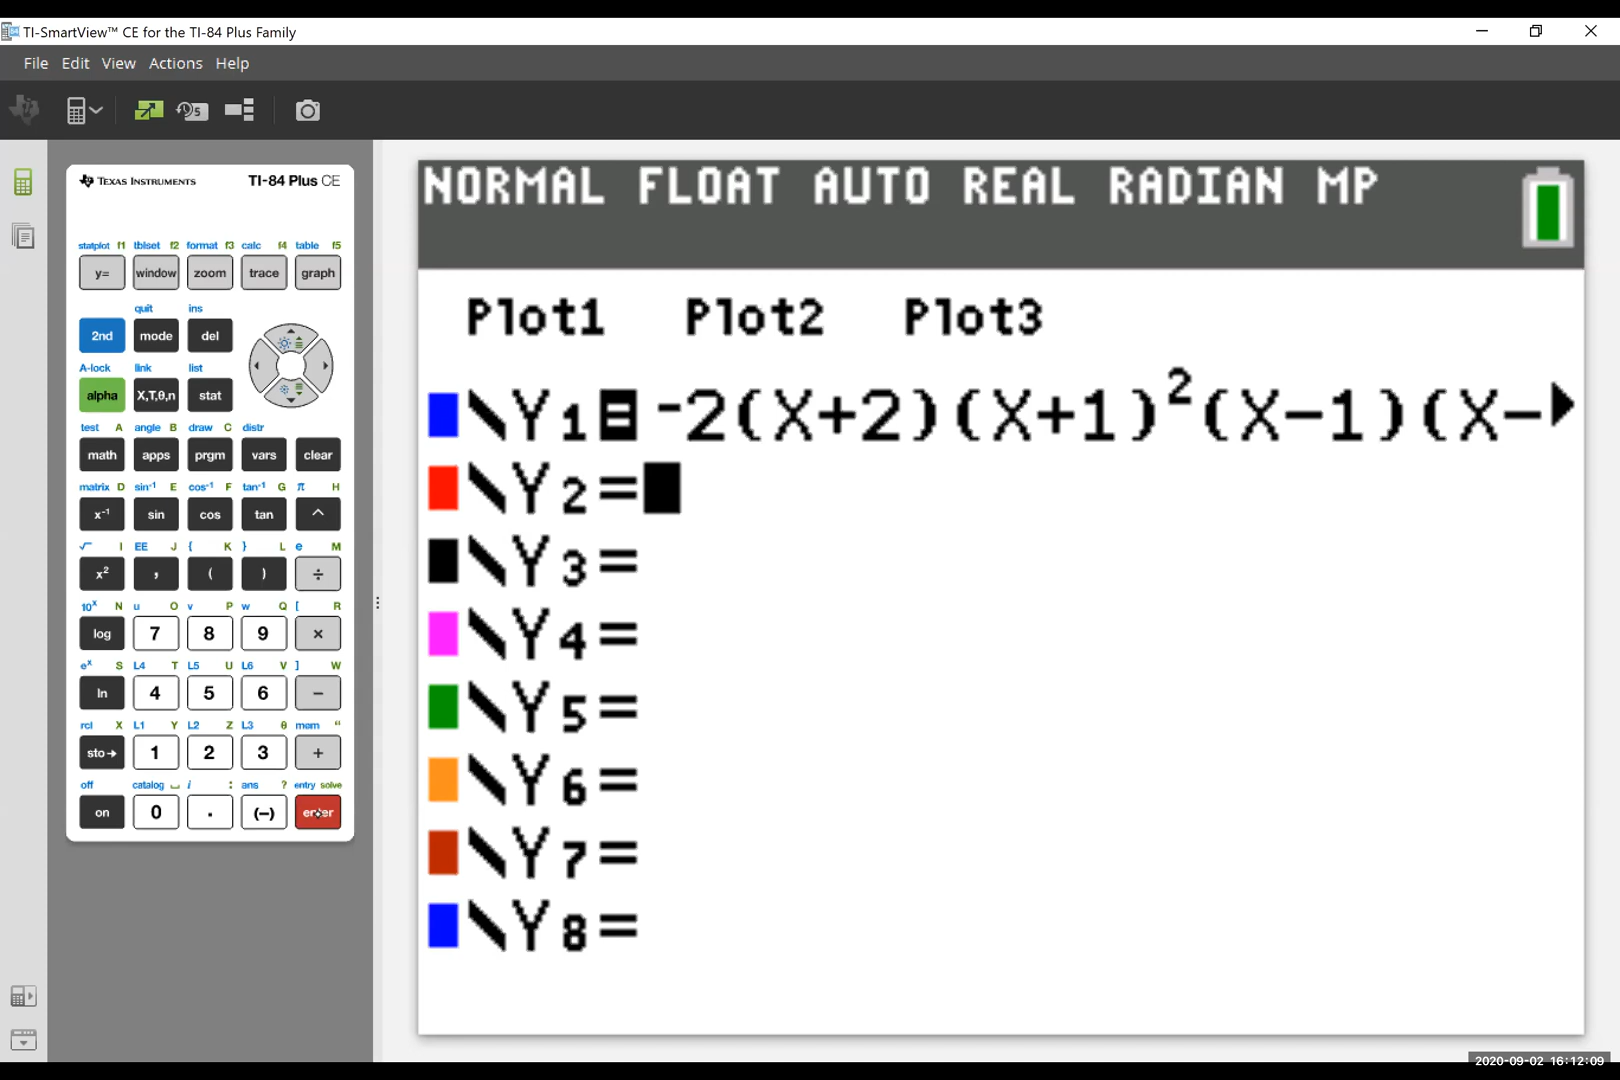 TI-SmartView™ CE for the TI-84 Plus Family
File Edit View Actions Help
TEXAS INSTRUMENTS TI-84 Plus CE
statplot f1 tblset f2 format f3 calc f4 table f5
y= window zoom trace graph
quit ins
2nd mode del
A-lock link list
alpha X,T,θ,n stat
test A angle B draw C distr
math apps prgm vars clear
matrix D sin⁻¹ E cos⁻¹ F tan⁻¹ G π H
x⁻¹ sin cos tan ^
√ I EE J { K } L e M
x² , ( ) ÷
10ˣ N u O v P w Q [ R
log 7 8 9 ×
eˣ S L4 T L5 U L6 V ] W
ln 4 5 6 −
rcl X L1 Y L2 Z L3 θ mem “
sto→ 1 2 3 +
off catalog ⎵ i : ans ? entry solve
on 0 . (−) enter
NORMAL FLOAT AUTO REAL RADIAN MP
Plot1 Plot2 Plot3
\Y1=-2(X+2)(X+1)²(X−1)(X−
\Y2=
\Y3=
\Y4=
\Y5=
\Y6=
\Y7=
\Y8=
2020-09-02 16:12:09